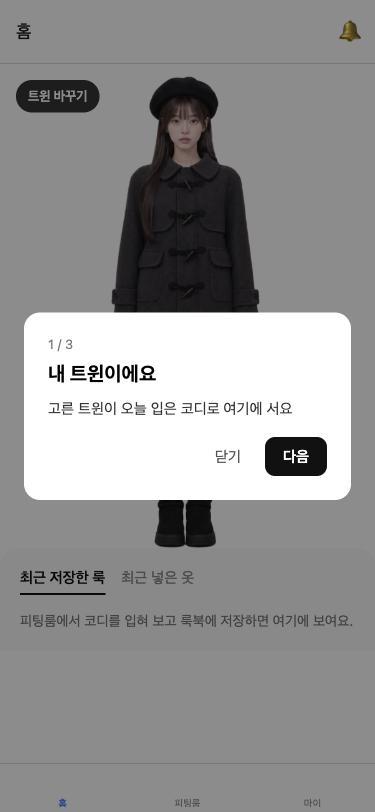 홈
트윈 바꾸기
1 / 3
내 트윈이에요
고른 트윈이 오늘 입은 코디로 여기에 서요
닫기
다음
최근 저장한 룩
최근 넣은 옷
피팅룸에서 코디를 입혀 보고 룩북에 저장하면 여기에 보여요.
홈
피팅룸
마이